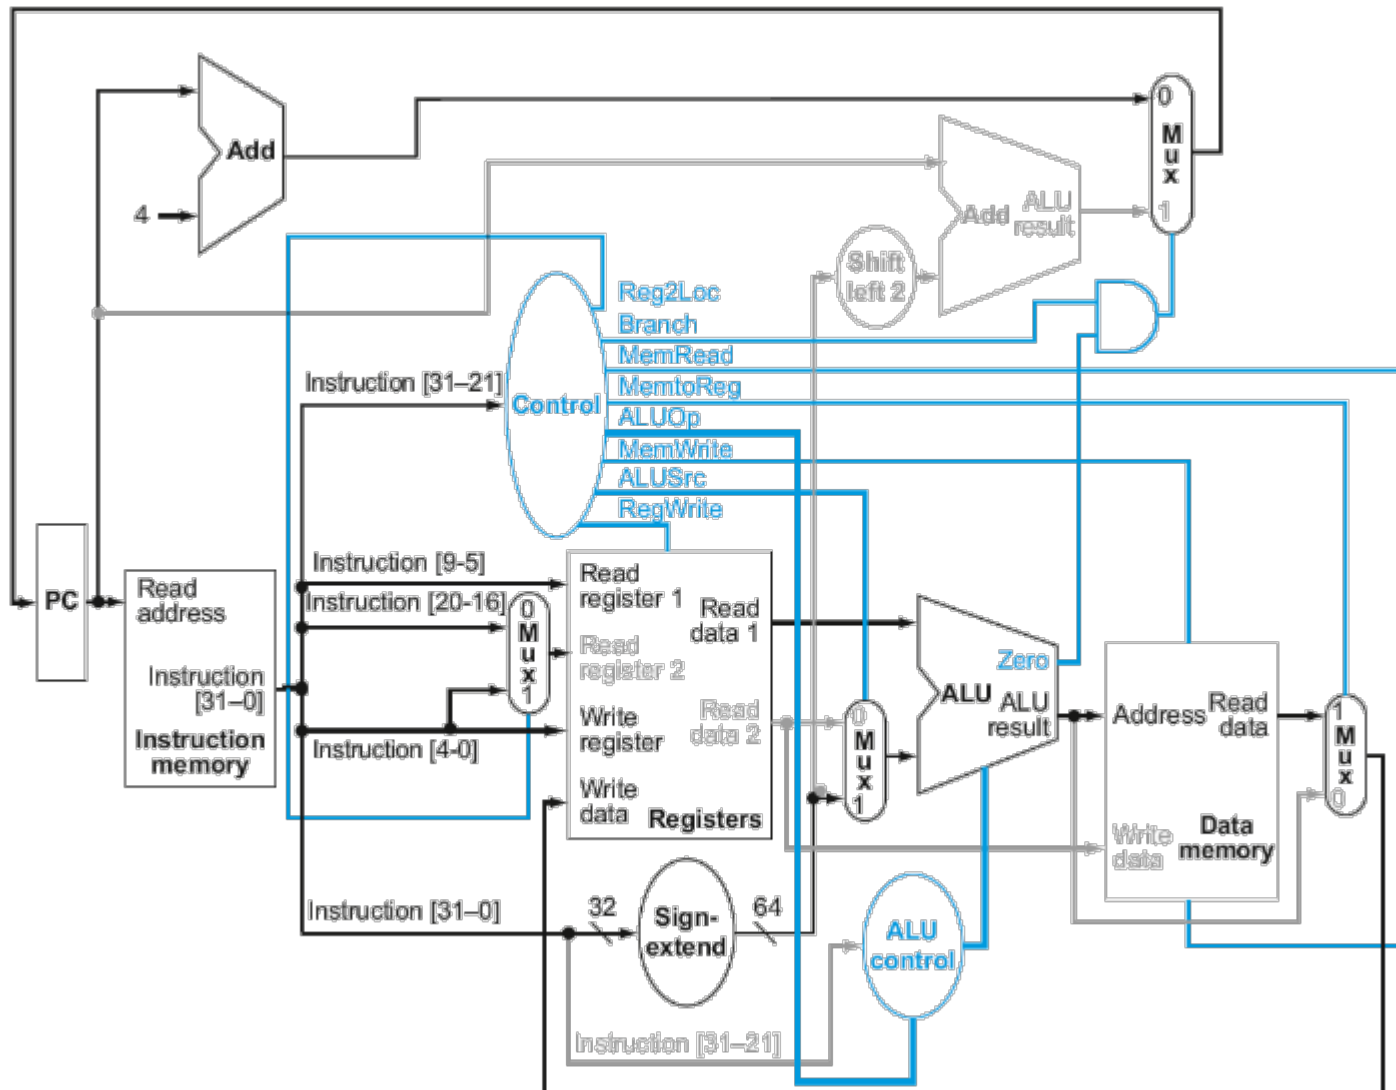 0
M
u
x
1
Add
4
Add
ALU
result
Shift
left 2
Reg2Loc
Branch
MemRead
MemtoReg
ALUOp
MemWrite
ALUSrc
RegWrite
Control
Instruction [31–21]
PC
Read
address
Instruction
[31–0]
Instruction
memory
Instruction [9-5]
Instruction [20-16]
Instruction [4-0]
Instruction [31–0]
0
M
u
x
1
Read
register 1
Read
register 2
Write
register
Write
data
Read
data 1
Read
data 2
Registers
0
M
u
x
1
Zero
ALU
ALU
result
Address
Read
data
Write
data
Data
memory
1
M
u
x
0
32
Sign-
extend
64
ALU
control
Instruction [31–21]